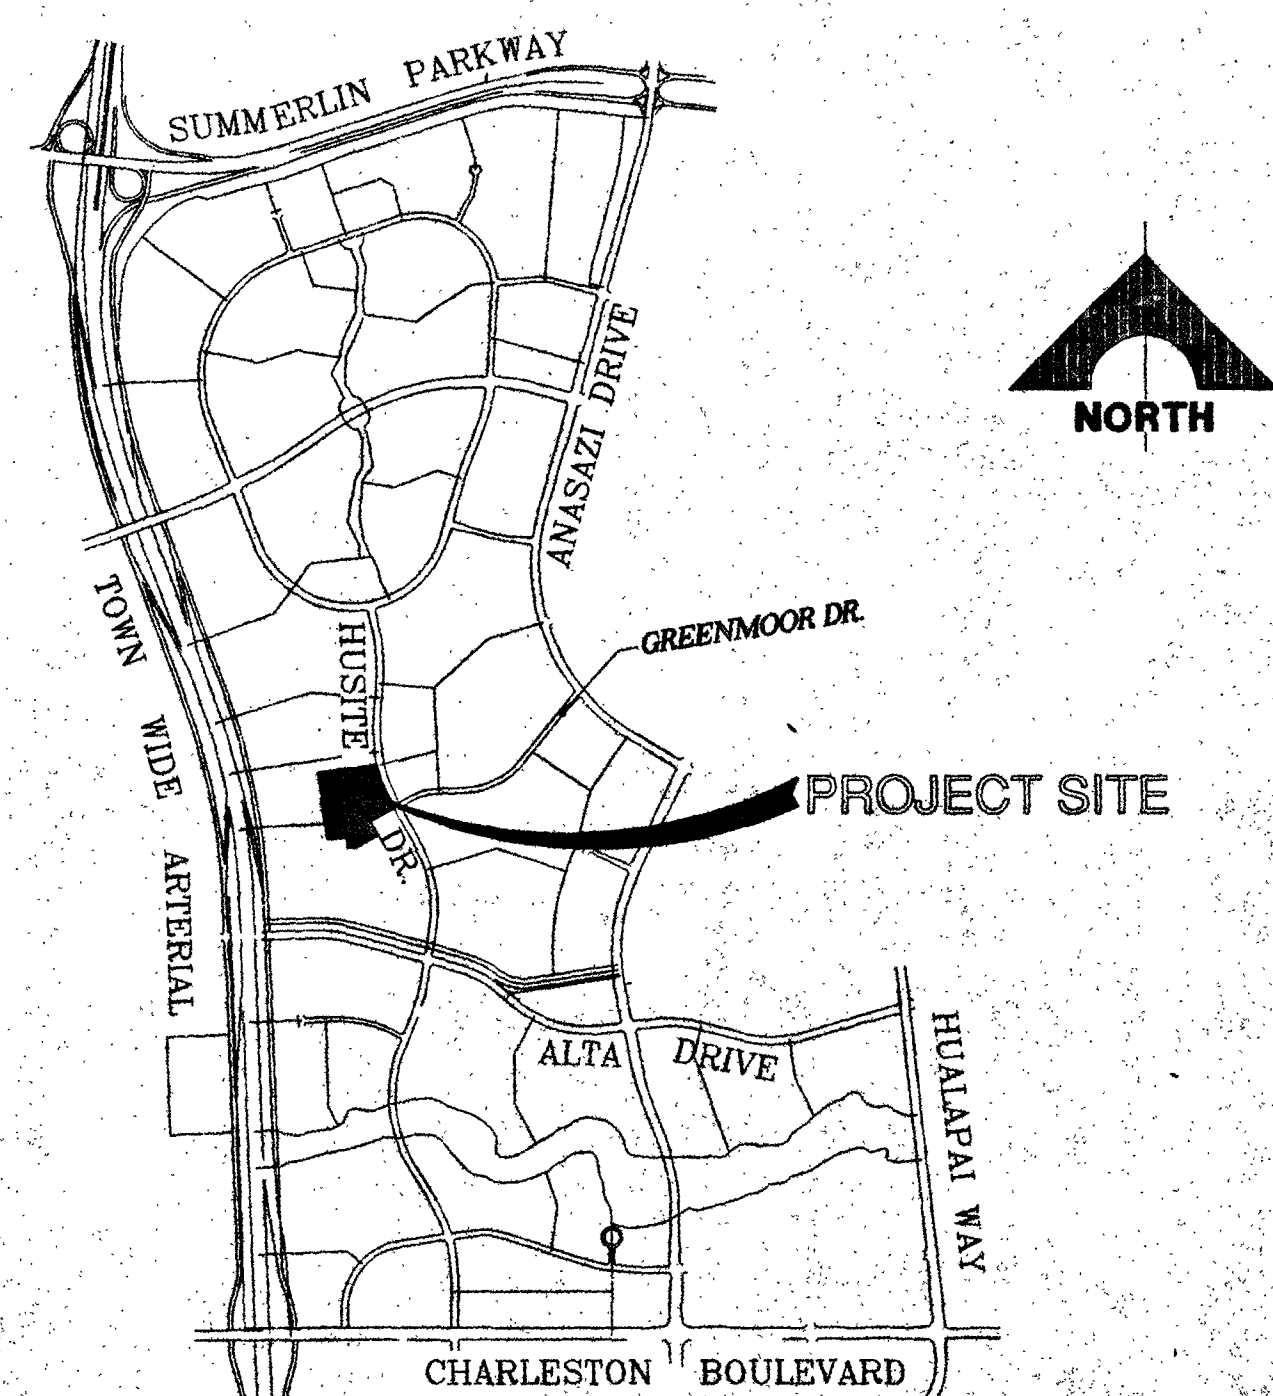 SUMMERLIN PARKWAY
ANASAZI DRIVE
NORTH
TOWN WIDE ARTERIAL
HUSITE DR.
GREENMOOR DR.
PROJECT SITE
ALTA DRIVE
HUALAPAI WAY
CHARLESTON BOULEVARD